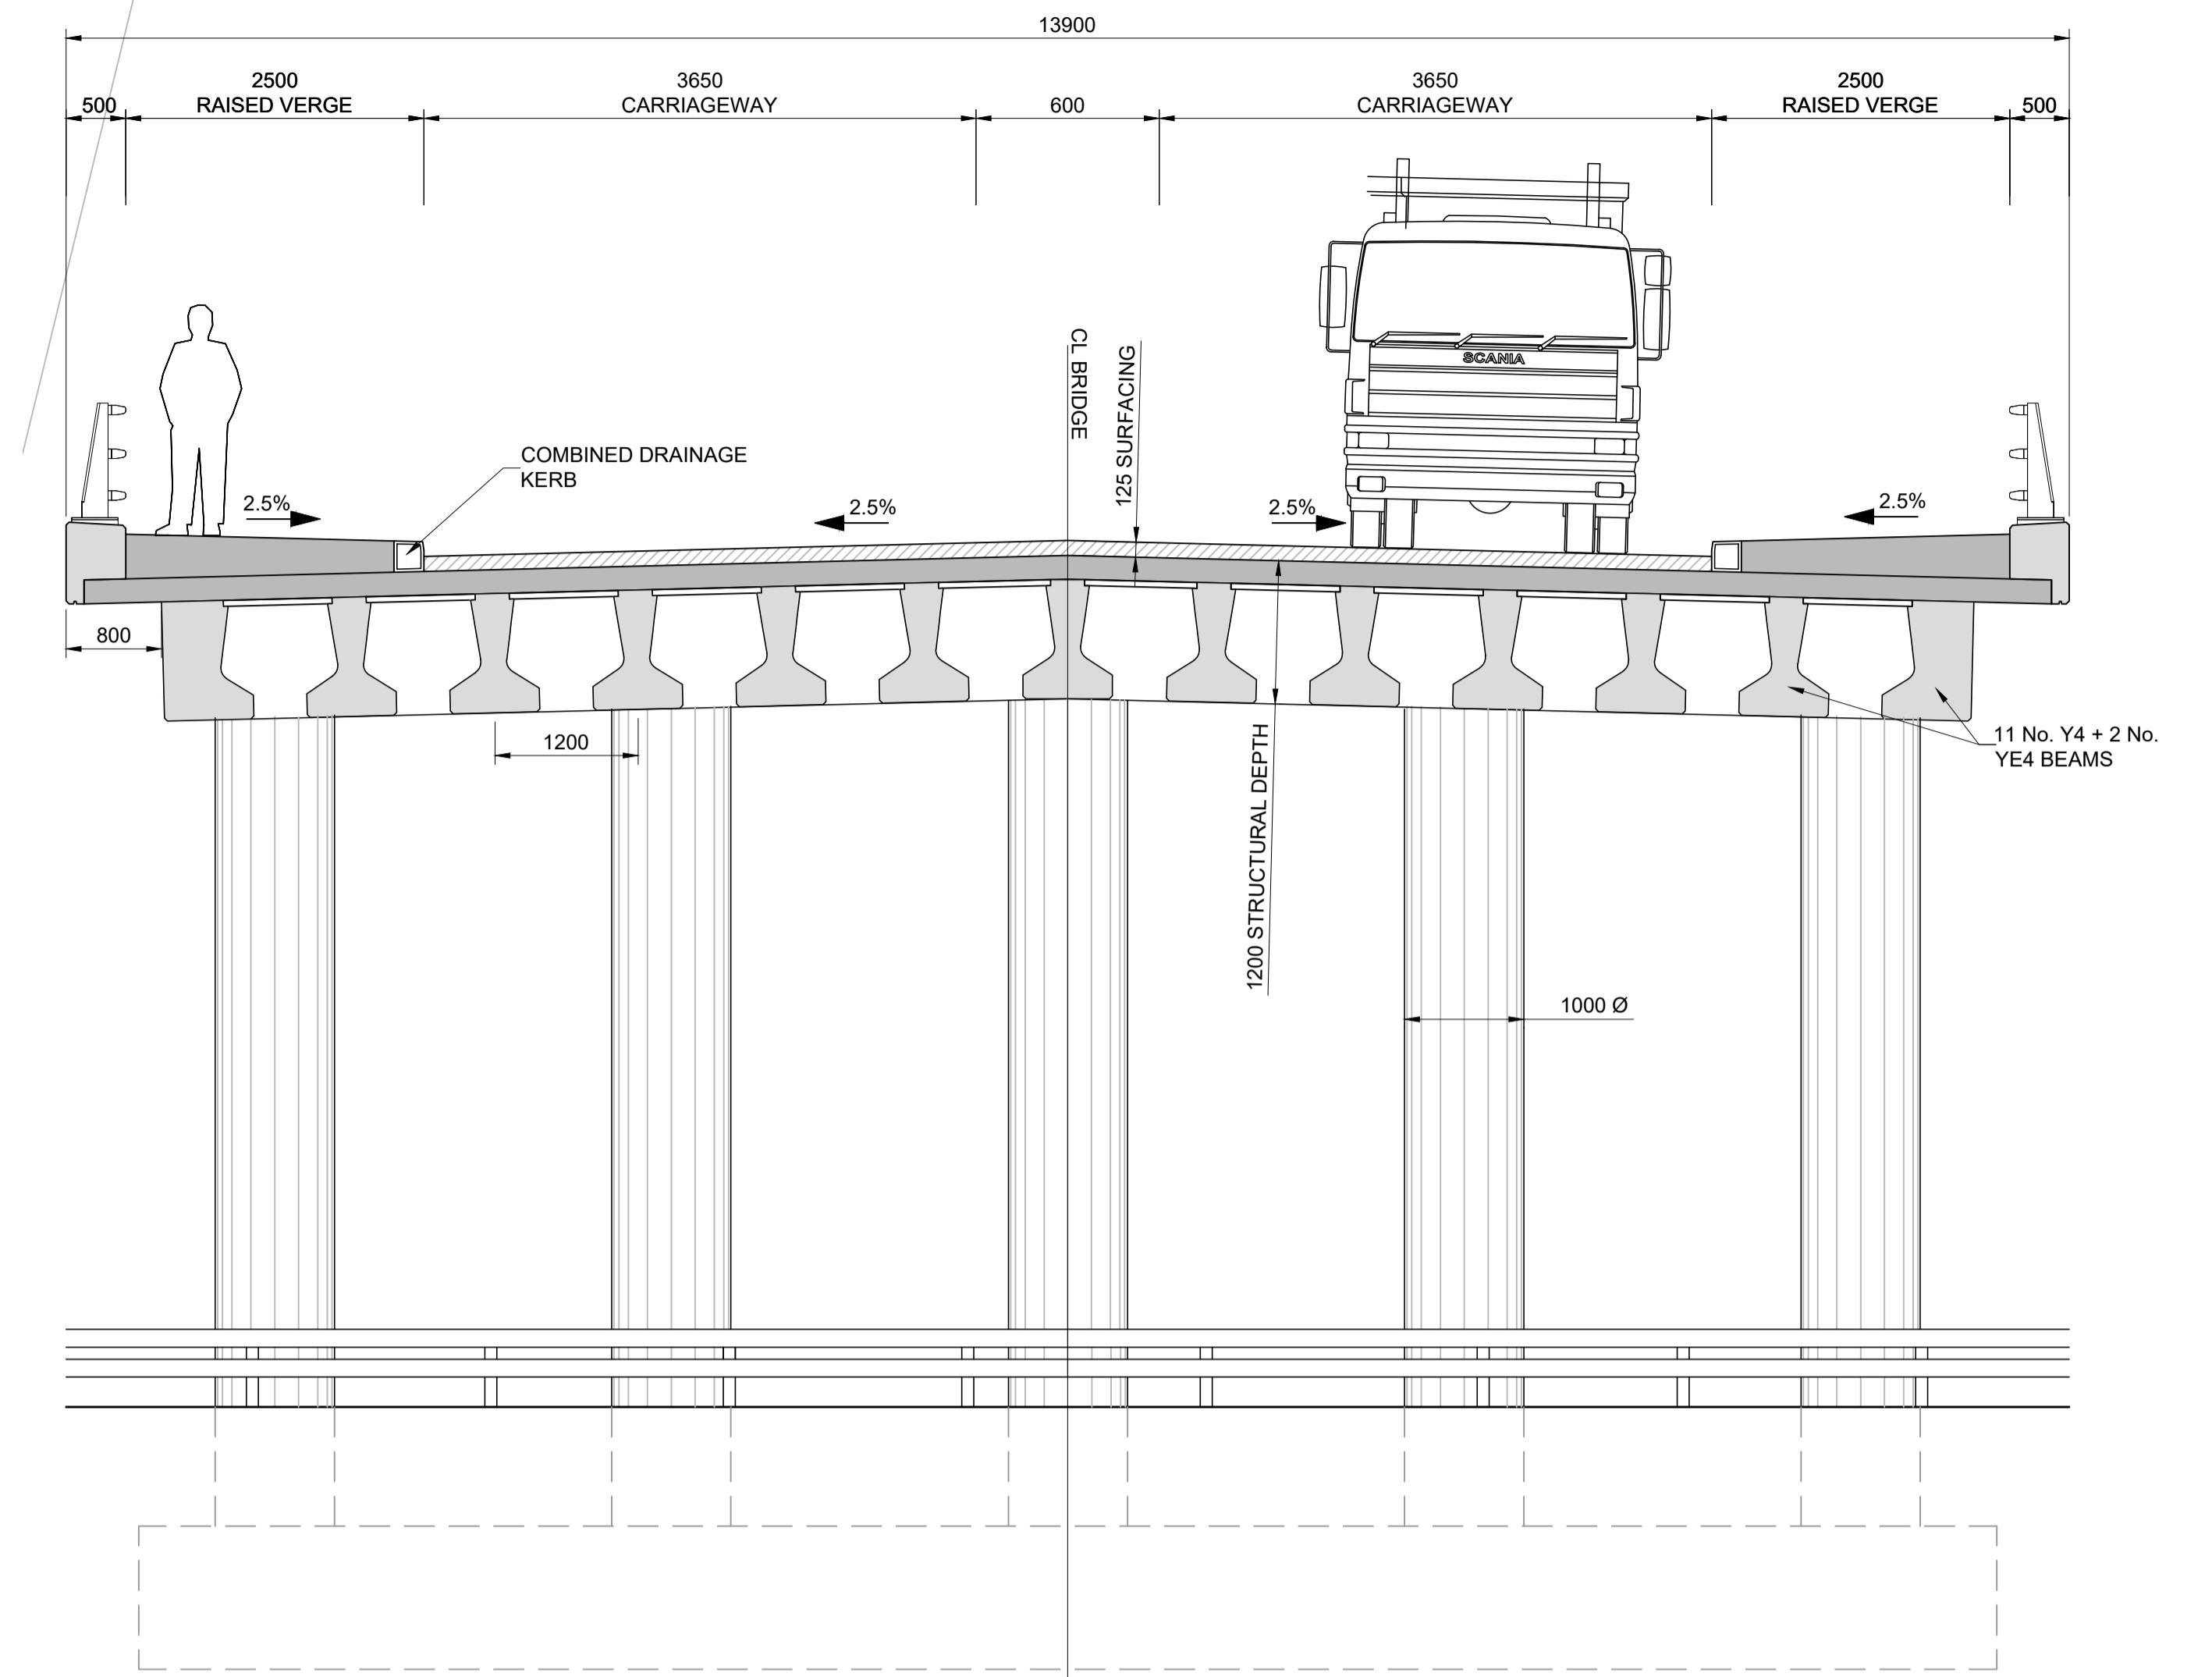 13900
2500
RAISED VERGE
3650
CARRIAGEWAY
3650
CARRIAGEWAY
2500
RAISED VERGE
500
600
500
SCANIA
CL BRIDGE
125 SURFACING
COMBINED DRAINAGE
KERB
2.5%
2.5%
2.5%
2.5%
800
1200
1200 STRUCTURAL DEPTH
11 No. Y4 + 2 No.
YE4 BEAMS
1000 Ø